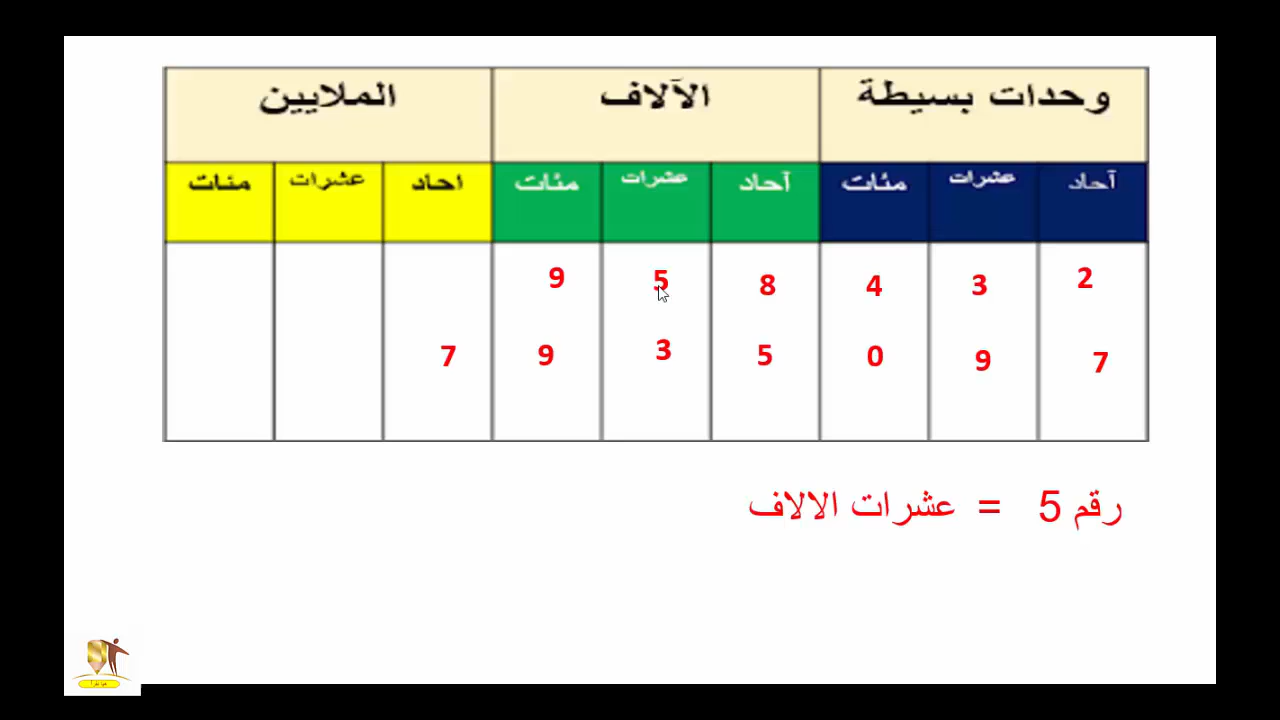 وحدات بسيطة الآلاف الملايين
آحاد عشرات مئات آحاد عشرات مئات احاد عشرات مئات
2 3 4 8 5 9
7 9 0 5 3 9 7
رقم 5 = عشرات الالاف